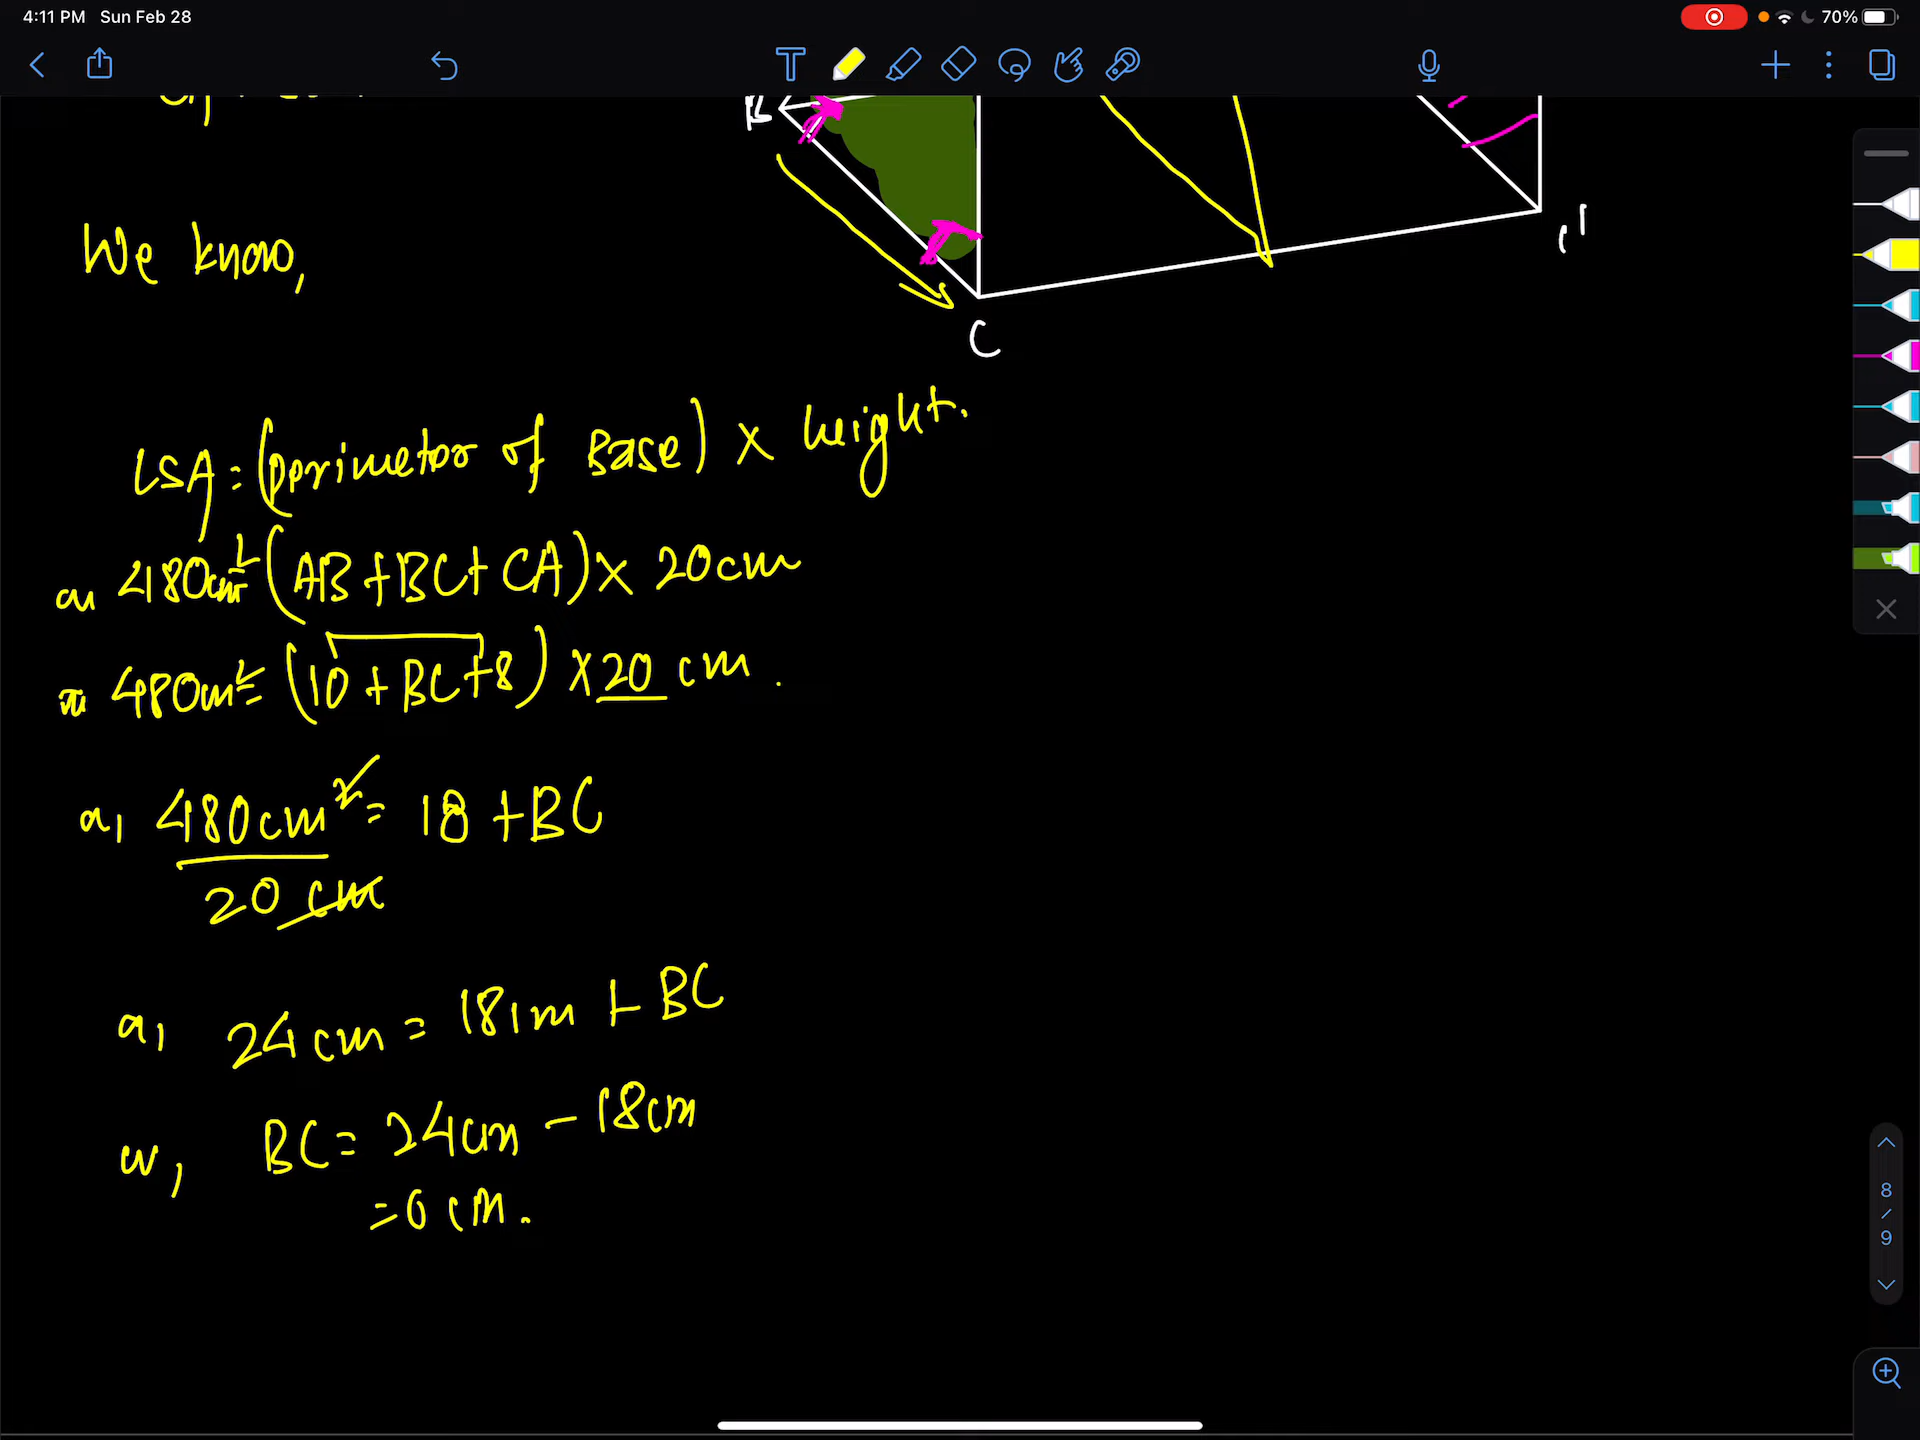 4:11 PM Sun Feb 28
70%
B
C'
C
We know,
LSA = (perimetor of Base) × height.
or 480cm² (AB + BC + CA) × 20cm
or 480cm² = (10 + BC + 8) × 20 cm.
or, 480cm² = 18 + BC
20 cm
or, 24 cm = 18cm + BC
or, BC = 24cm - 18cm
= 6 cm.
8
/
9